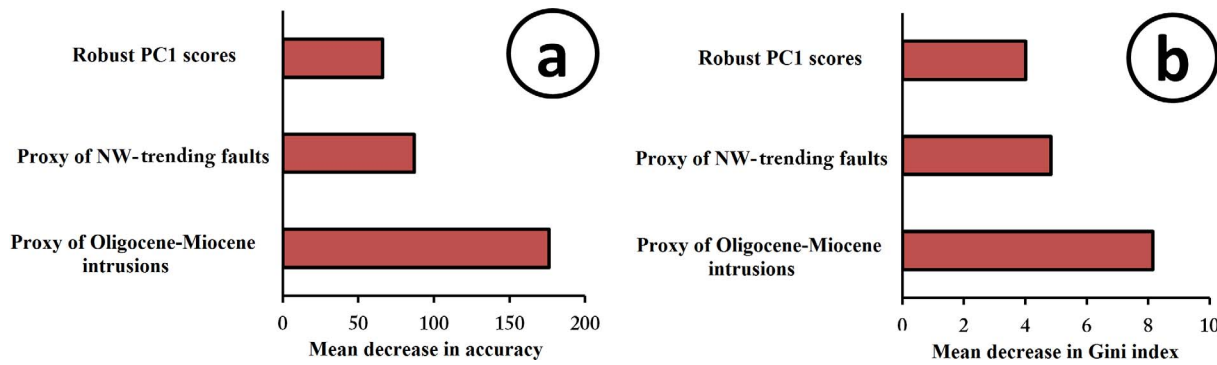 a
Robust PC1 scores
Proxy of NW-trending faults
Proxy of Oligocene-Miocene
intrusions
0 50 100 150 200
Mean decrease in accuracy
b
Robust PC1 scores
Proxy of NW-trending faults
Proxy of Oligocene-Miocene
intrusions
0 2 4 6 8 10
Mean decrease in Gini index